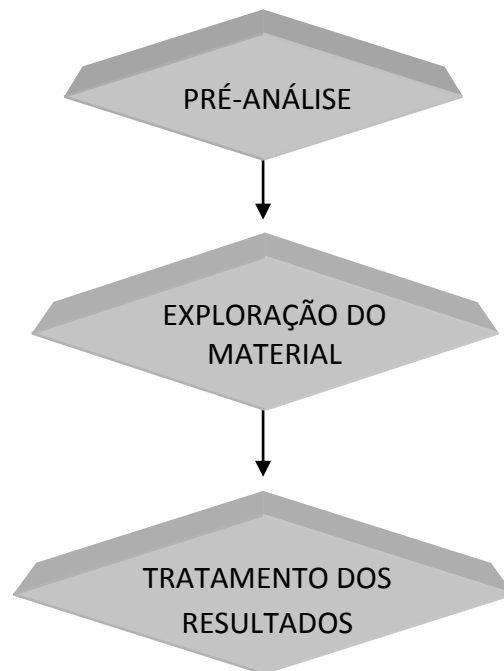 PRÉ-ANÁLISE
EXPLORAÇÃO DO
MATERIAL
TRATAMENTO DOS
RESULTADOS